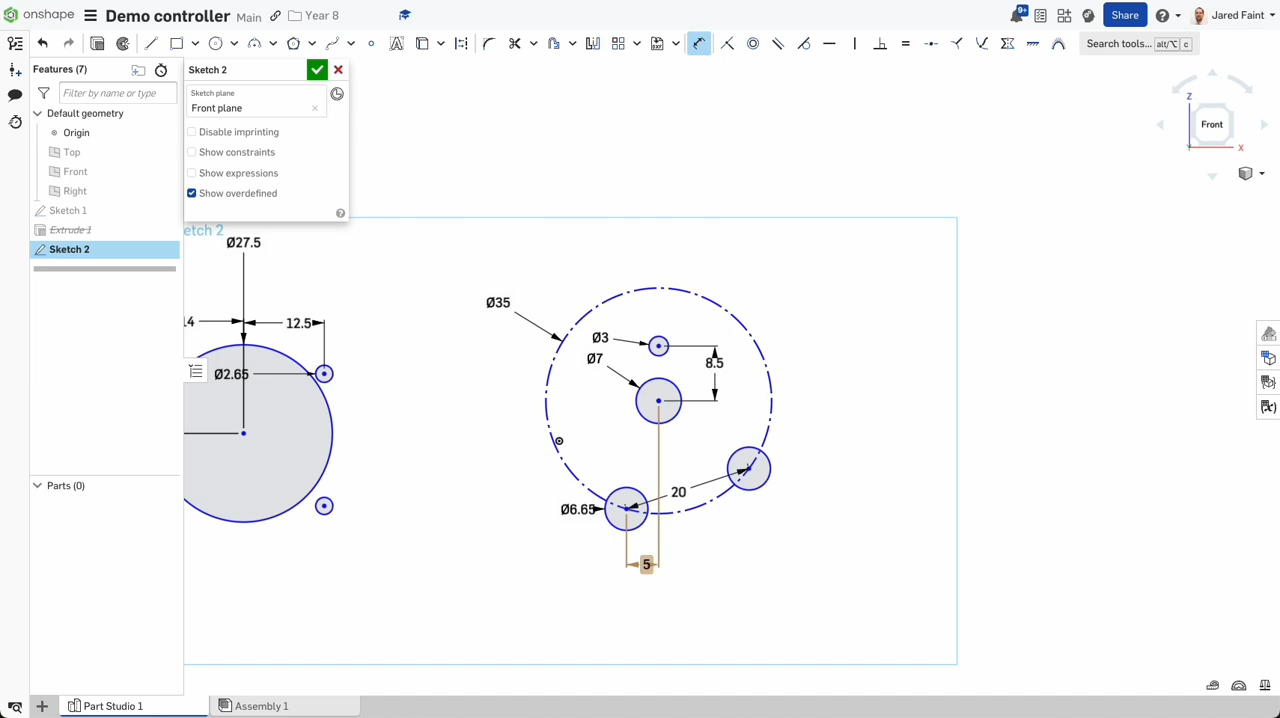 onshape Demo controller Main Year 8 9+ Share Jared Faint
Search tools... alt/⌥ c
Features (7)
Filter by name or type
Default geometry
Origin
Top
Front
Right
Sketch 1
Extrude 1
Sketch 2
Parts (0)
Sketch 2
Sketch plane
Front plane
Disable imprinting
Show constraints
Show expressions
Show overdefined
etch 2
Ø27.5
14
12.5
Ø2.65
Ø35
Ø3
Ø7
8.5
20
Ø6.65
5
Z
Front
X
Part Studio 1
Assembly 1